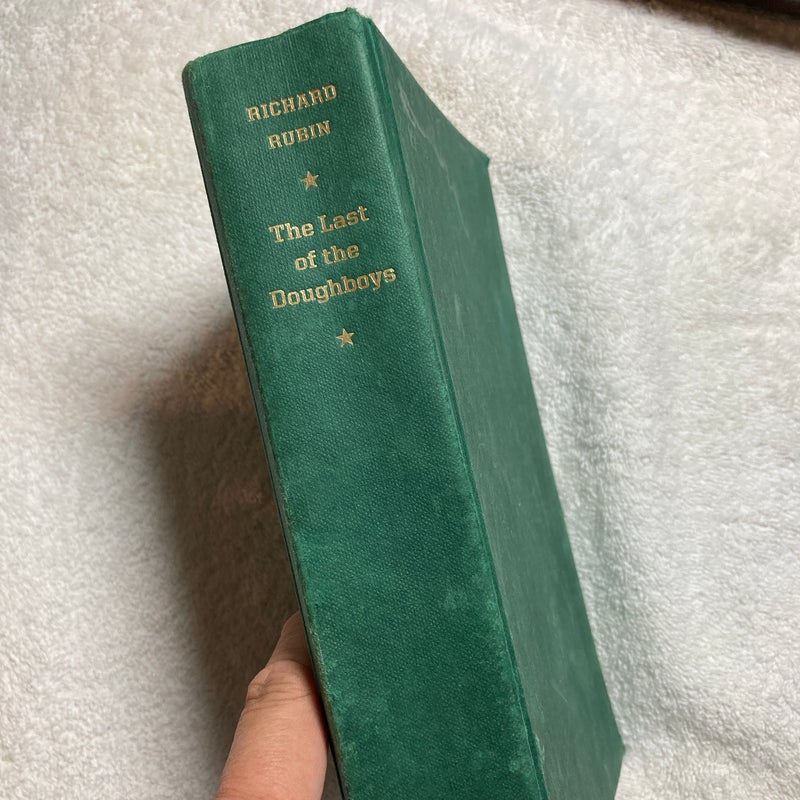 RICHARD
RUBIN
The Last
of the
Doughboys